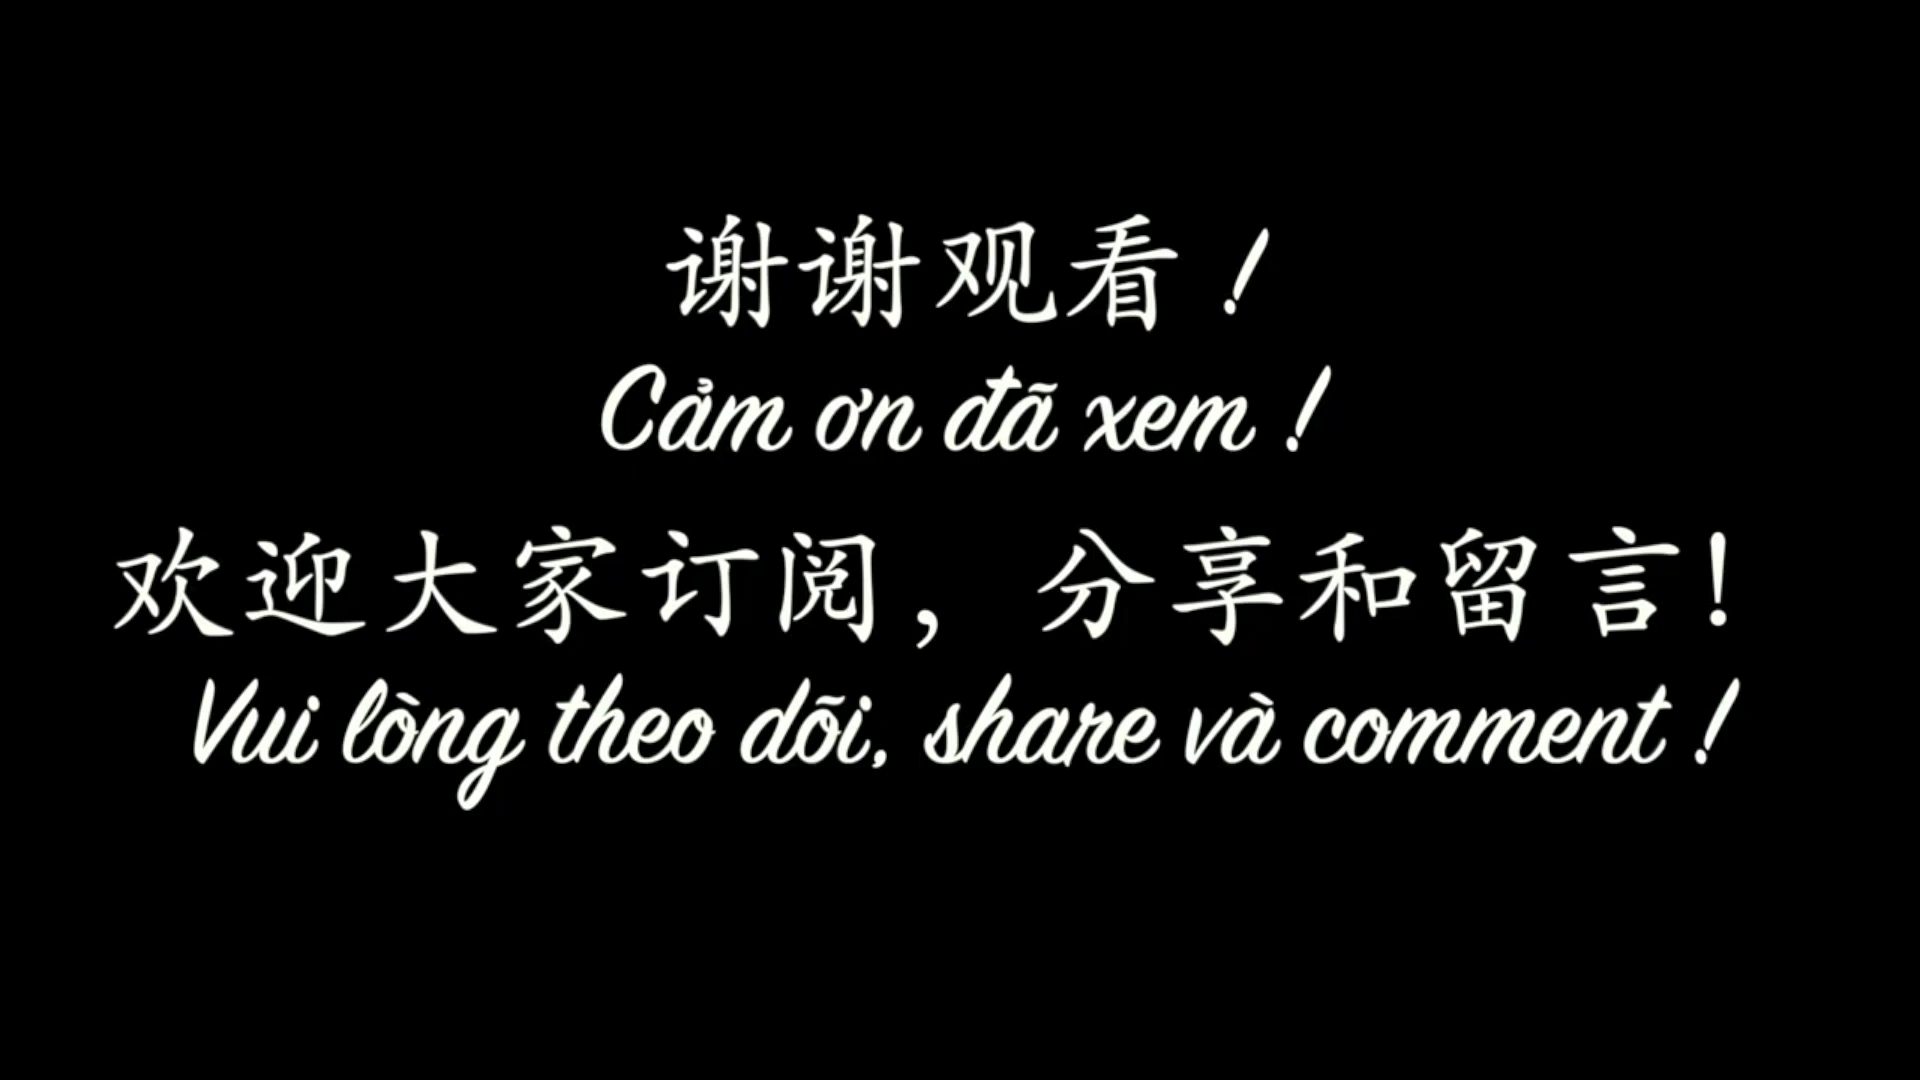 谢谢观看！
Cảm ơn đã xem !
欢迎大家订阅，分享和留言!
Vui lòng theo dõi, share và comment !